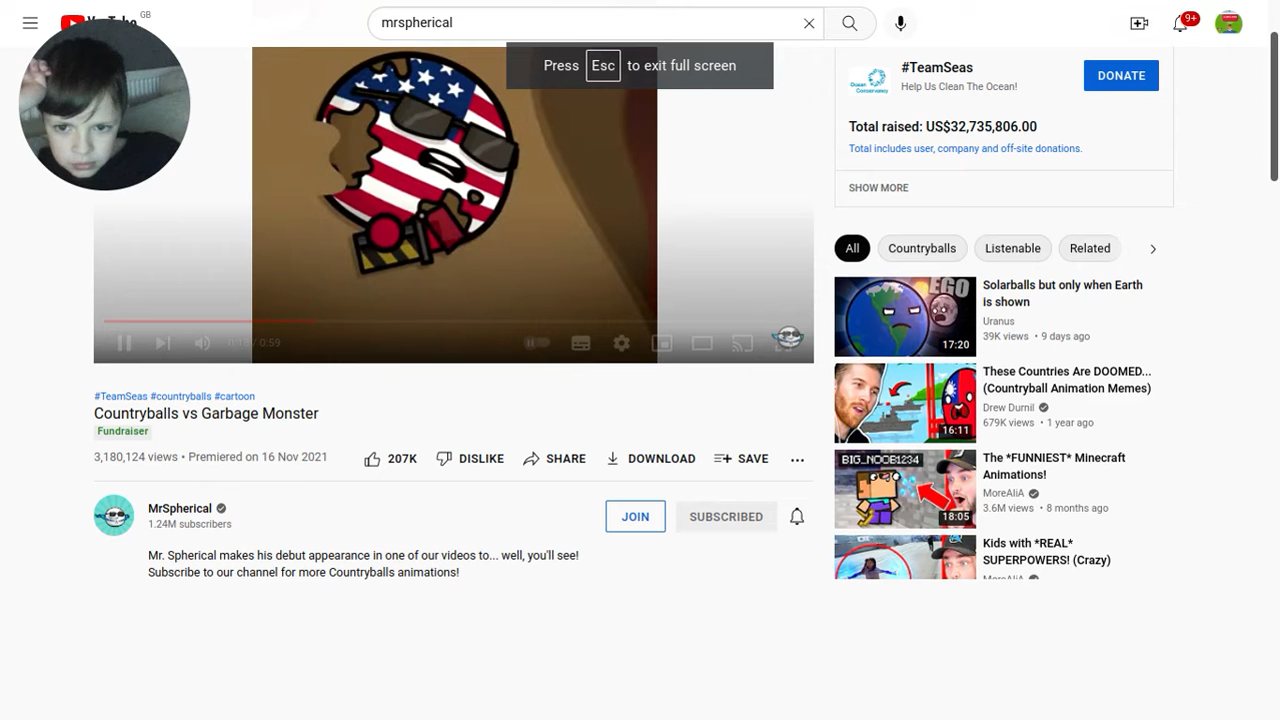 GB
mrspherical
9+
Press Esc to exit full screen
#TeamSeas
Help Us Clean The Ocean!
DONATE
Total raised: US$32,735,806.00
Total includes user, company and off-site donations.
SHOW MORE
All
Countryballs
Listenable
Related
/ 0:59
#TeamSeas #countryballs #cartoon
Countryballs vs Garbage Monster
Fundraiser
3,180,124 views • Premiered on 16 Nov 2021
207K
DISLIKE
SHARE
DOWNLOAD
SAVE
MrSpherical
1.24M subscribers
JOIN
SUBSCRIBED
Mr. Spherical makes his debut appearance in one of our videos to... well, you'll see!
Subscribe to our channel for more Countryballs animations!
EGO
17:20
Solarballs but only when Earth
is shown
Uranus
39K views • 9 days ago
16:11
These Countries Are DOOMED...
(Countryball Animation Memes)
Drew Durnil
679K views • 1 year ago
BIG_NOOB1234
18:05
The *FUNNIEST* Minecraft
Animations!
MoreAliA
3.6M views • 8 months ago
Kids with *REAL*
SUPERPOWERS! (Crazy)
MoreAliA